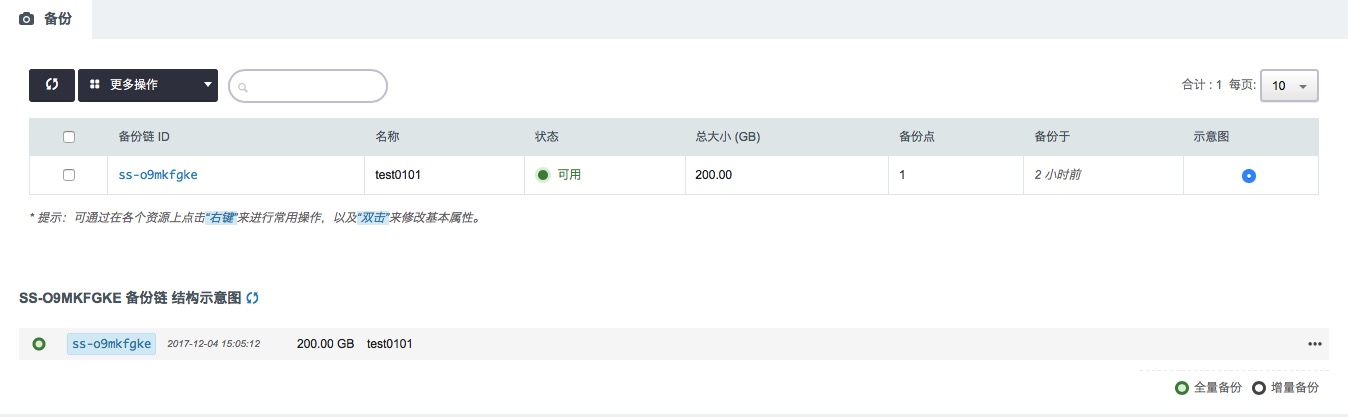 备份
更多操作
合计 : 1 每页: 10
备份链 ID 名称 状态 总大小 (GB) 备份点 备份于 示意图
ss-o9mkfgke test0101 可用 200.00 1 2 小时前
* 提示：可通过在各个资源上点击“右键”来进行常用操作，以及“双击”来修改基本属性。
SS-O9MKFGKE 备份链 结构示意图
ss-o9mkfgke 2017-12-04 15:05:12 200.00 GB test0101
全量备份 增量备份